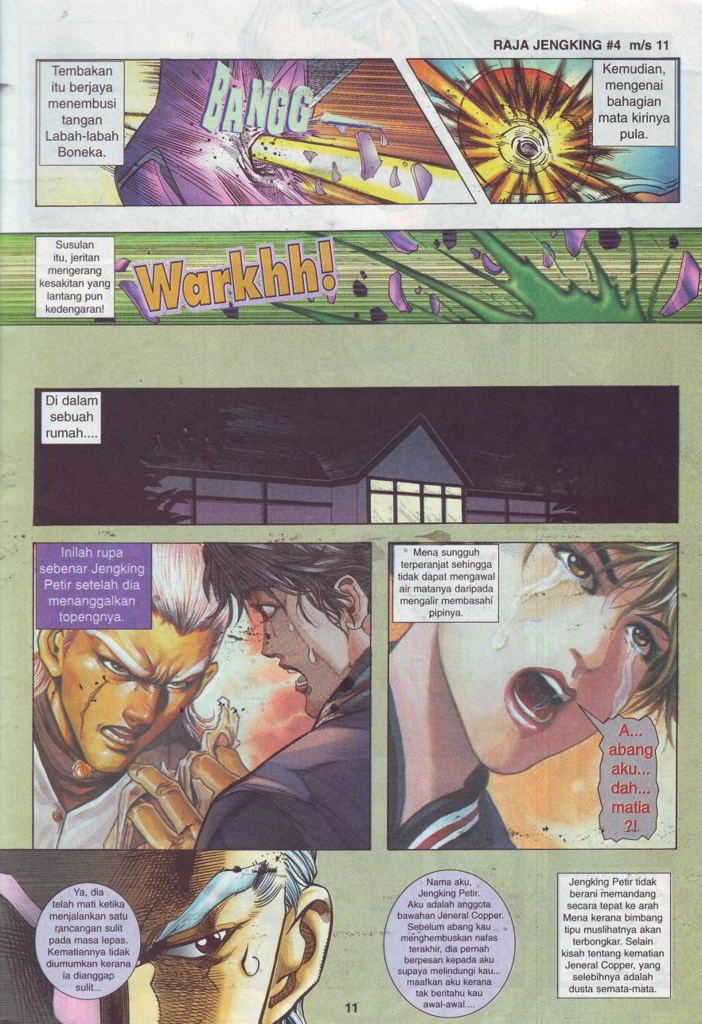 RAJA JENGKING #4 m/s 11
Tembakan
itu berjaya
menembusi
tangan
Labah-labah
Boneka.
BANGG
Kemudian,
mengenai
bahagian
mata kirinya
pula.
Susulan
itu, jeritan
mengerang
kesakitan yang
lantang pun
kedengaran!
Warkhh!
Di dalam
sebuah
rumah....
Inilah rupa
sebenar Jengking
Petir setelah dia
menanggalkan
topengnya.
Mena sungguh
terperanjat sehingga
tidak dapat mengawal
air matanya daripada
mengalir membasahi
pipinya.
A...
abang
aku...
dah...
matia
?!
Ya, dia
telah mati ketika
menjalankan satu
rancangan sulit
pada masa lepas.
Kematiannya tidak
diumumkan kerana
ia dianggap
sulit...
Nama aku,
Jengking Petir.
Aku adalah anggota
bawahan Jeneral Copper.
Sebelum abang kau
menghembuskan nafas
terakhir, dia pernah
berpesan kepada aku
supaya melindungi kau...
maafkan aku kerana
tak beritahu kau
awal-awal....
Jengking Petir tidak
berani memandang
secara tepat ke arah
Mena kerana bimbang
tipu muslihatnya akan
terbongkar. Selain
kisah tentang kematian
Jeneral Copper, yang
selebihnya adalah
dusta semata-mata.
11